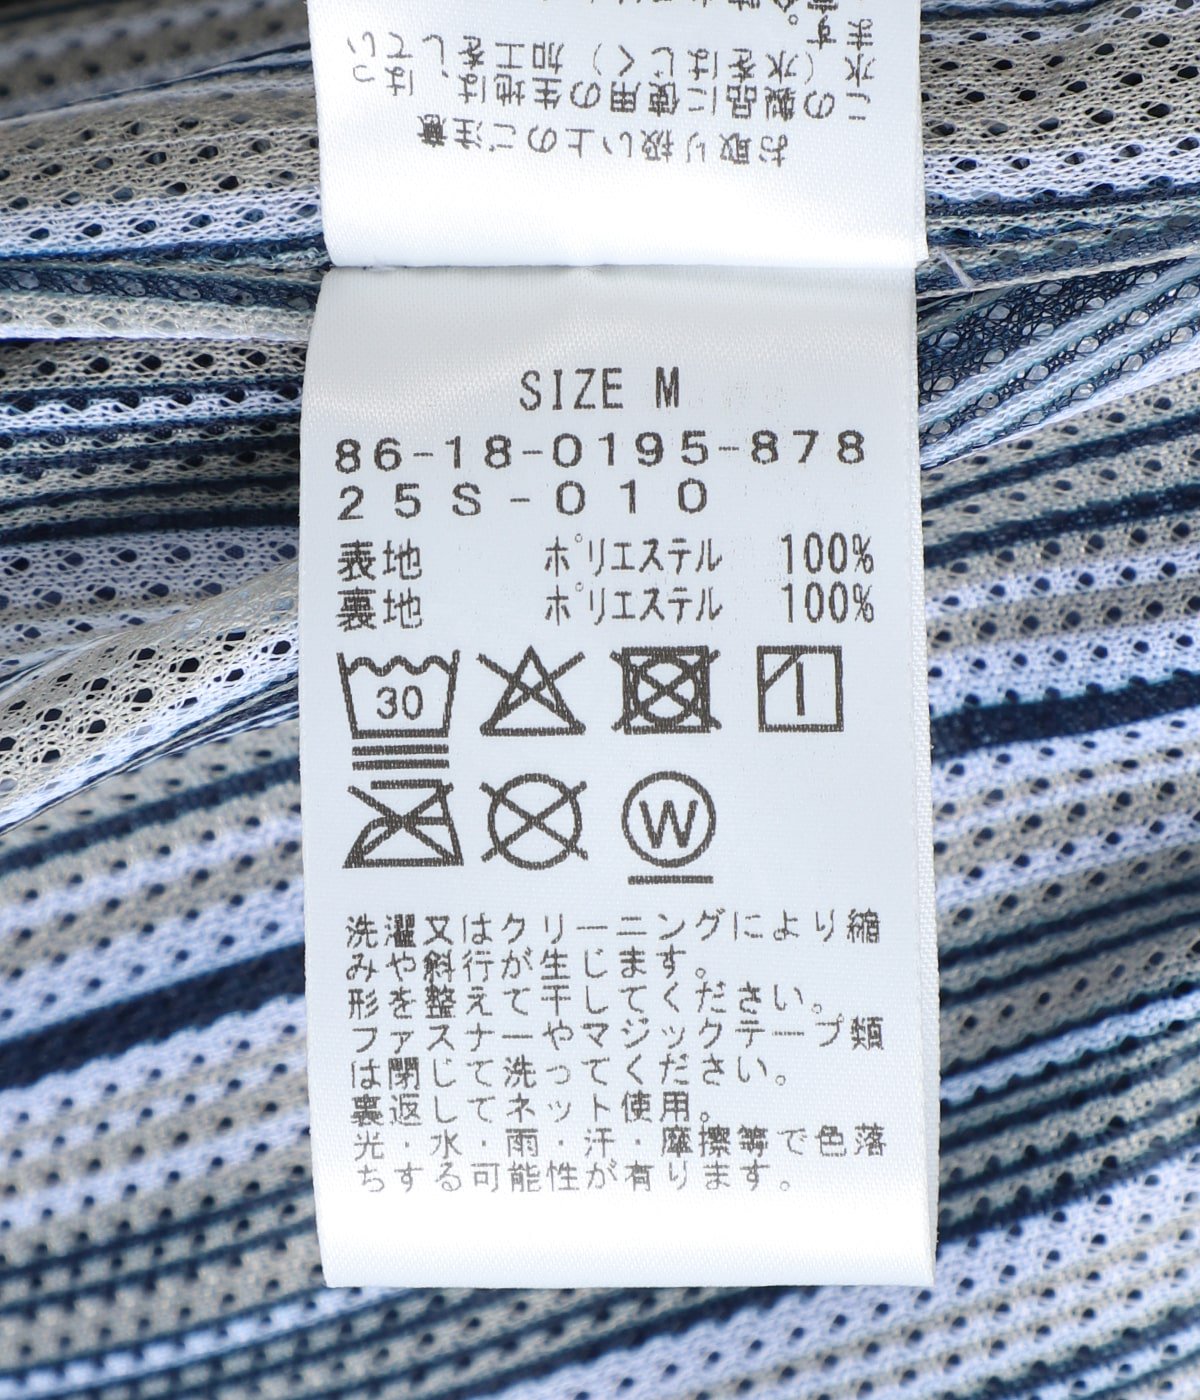 お取り扱い上のご注意
この製品に使用の生地は、はっ
水（水をはじく）加工をしてい
ます。
SIZE M
86-18-0195-878
25S-010
表地 ポリエステル 100%
裏地 ポリエステル 100%
30
W
洗濯又はクリーニングにより縮
みや斜行が生じます。
形を整えて干してください。
ファスナーやマジックテープ類
は閉じて洗ってください。
裏返してネット使用。
光・水・雨・汗・摩擦等で色落
ちする可能性が有ります。